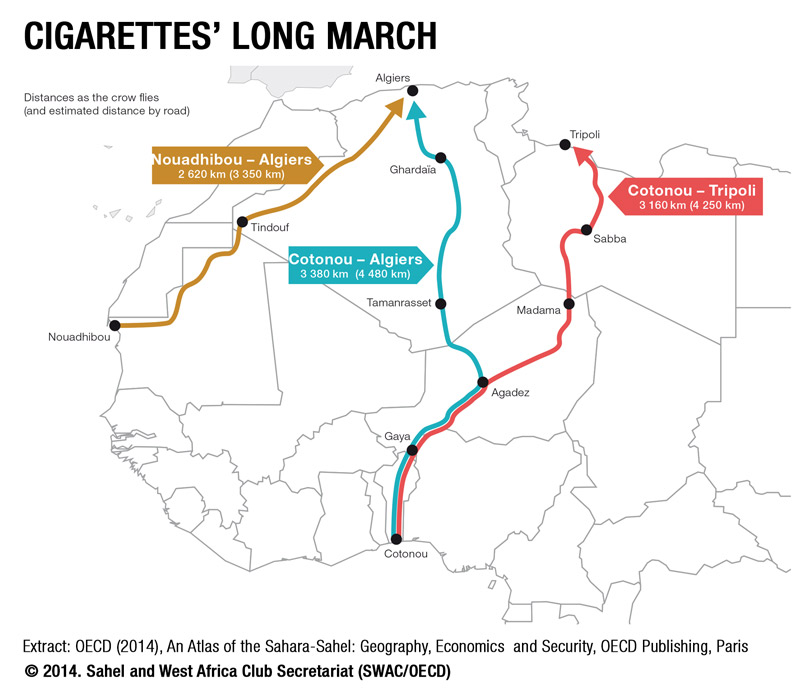 CIGARETTES’ LONG MARCH
Distances as the crow flies
(and estimated distance by road)
Algiers
Tripoli
Nouadhibou – Algiers
2 620 km (3 350 km)
Ghardaïa
Cotonou – Tripoli
3 160 km (4 250 km)
Tindouf
Sabba
Cotonou – Algiers
3 380 km (4 480 km)
Tamanrasset
Madama
Nouadhibou
Agadez
Gaya
Cotonou
Extract: OECD (2014), An Atlas of the Sahara-Sahel: Geography, Economics and Security, OECD Publishing, Paris
© 2014. Sahel and West Africa Club Secretariat (SWAC/OECD)